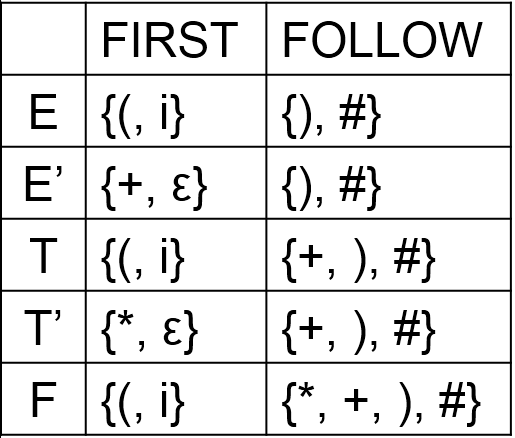 FIRST FOLLOW
E {(, i} {), #}
E’ {+, ε} {), #}
T {(, i} {+, ), #}
T’ {*, ε} {+, ), #}
F {(, i} {*, +, ), #}